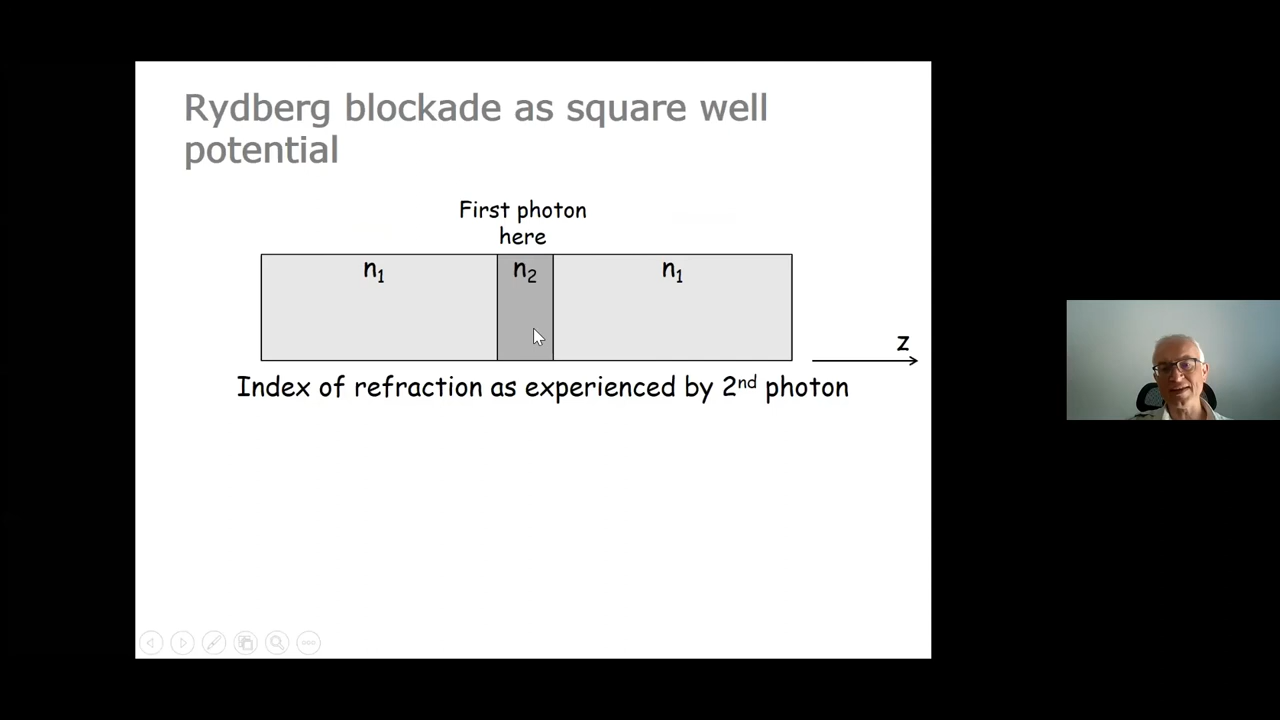 Rydberg blockade as square well
potential
First photon
here
n₁ n₂ n₁
z
Index of refraction as experienced by 2ⁿᵈ photon